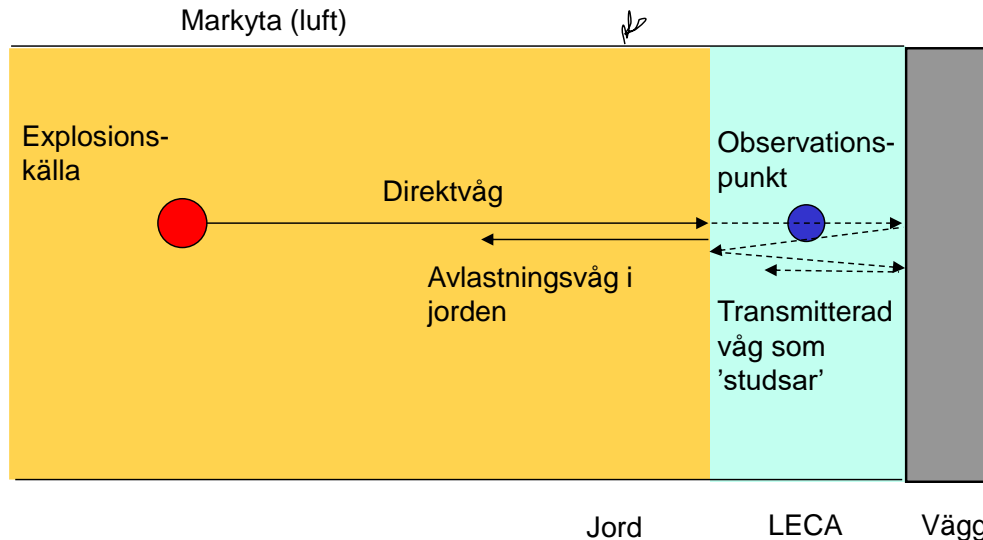 Markyta (luft)
Explosions-
källa
Observations-
punkt
Direktvåg
Avlastningsvåg i
jorden
Transmitterad
våg som
’studsar’
Jord
LECA
Vägg